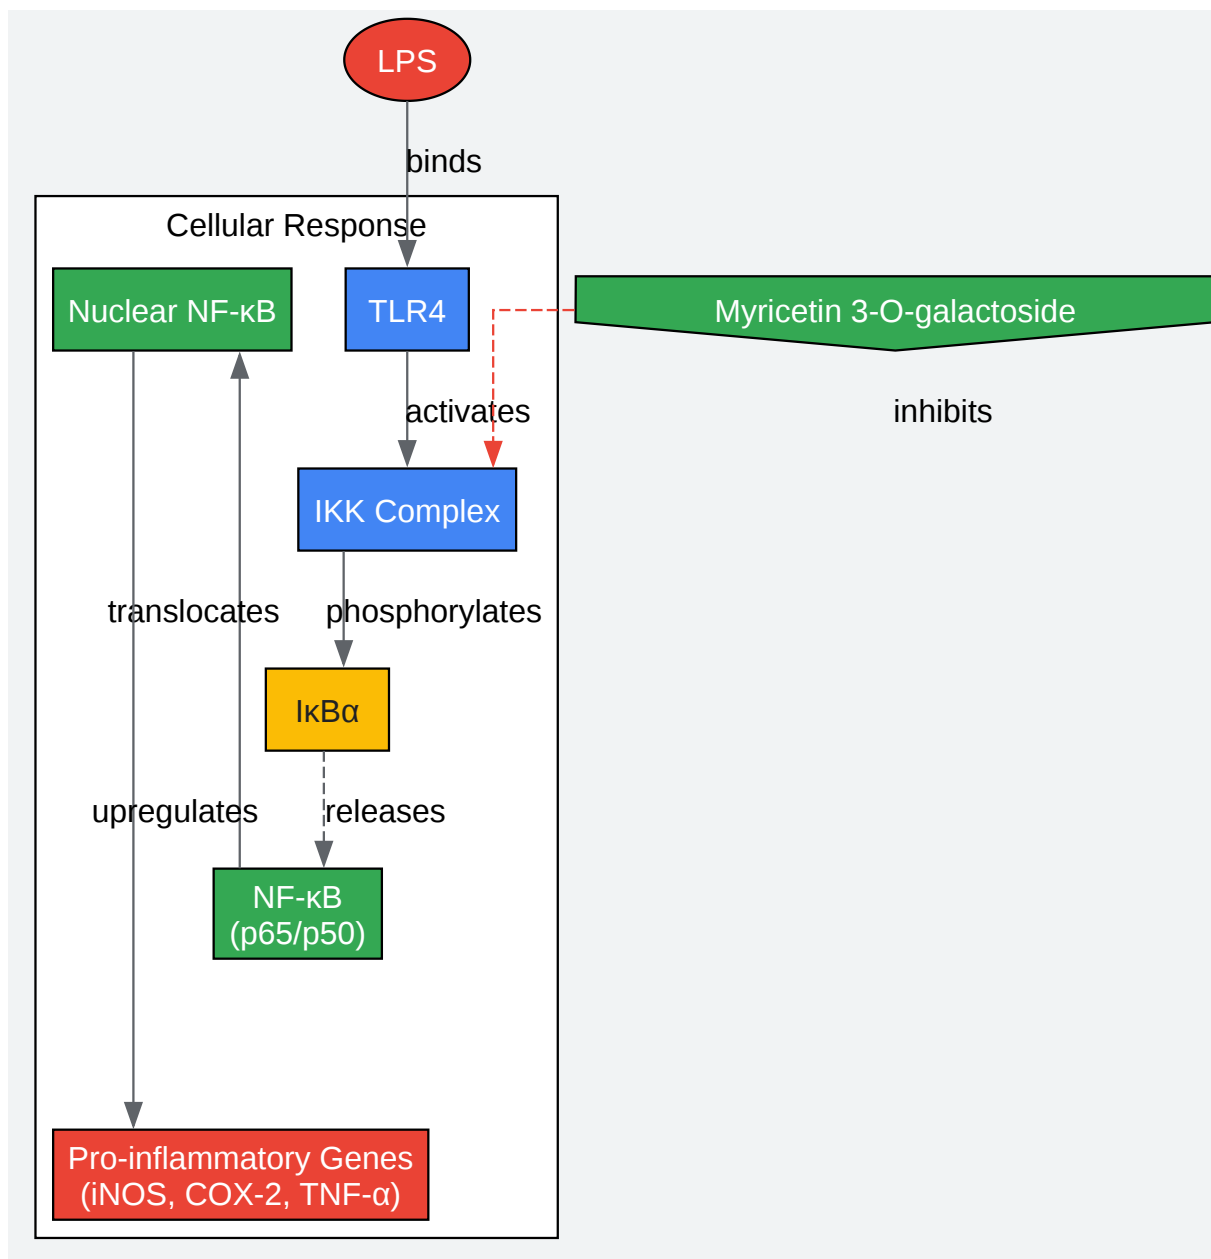 LPS
binds
Cellular Response
Nuclear NF-κB
TLR4
Myricetin 3-O-galactoside
activates
inhibits
IKK Complex
translocates
phosphorylates
IκBα
upregulates
releases
NF-κB
(p65/p50)
Pro-inflammatory Genes
(iNOS, COX-2, TNF-α)